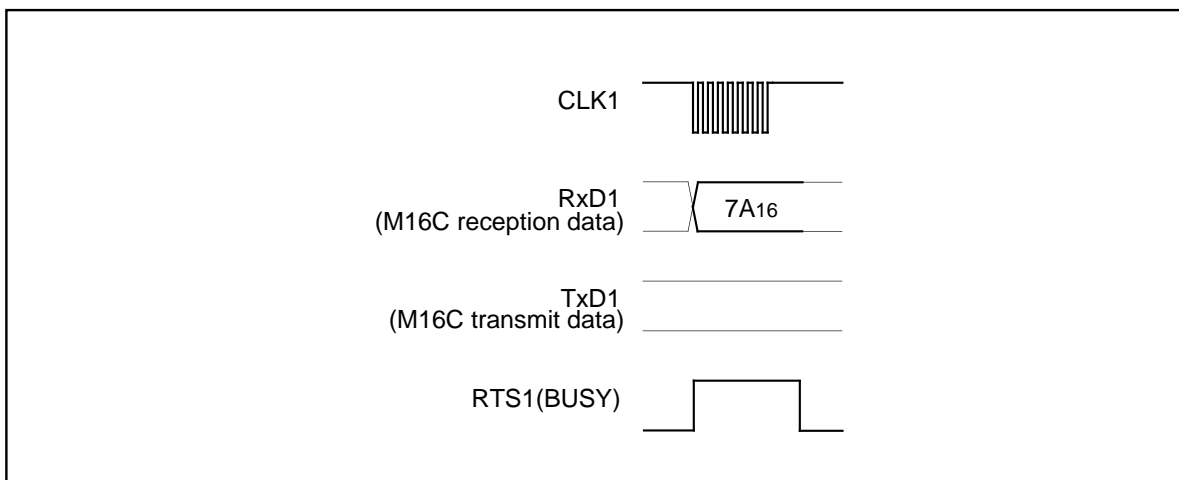 CLK1
RxD1
(M16C reception data)
7A16
TxD1
(M16C transmit data)
RTS1(BUSY)